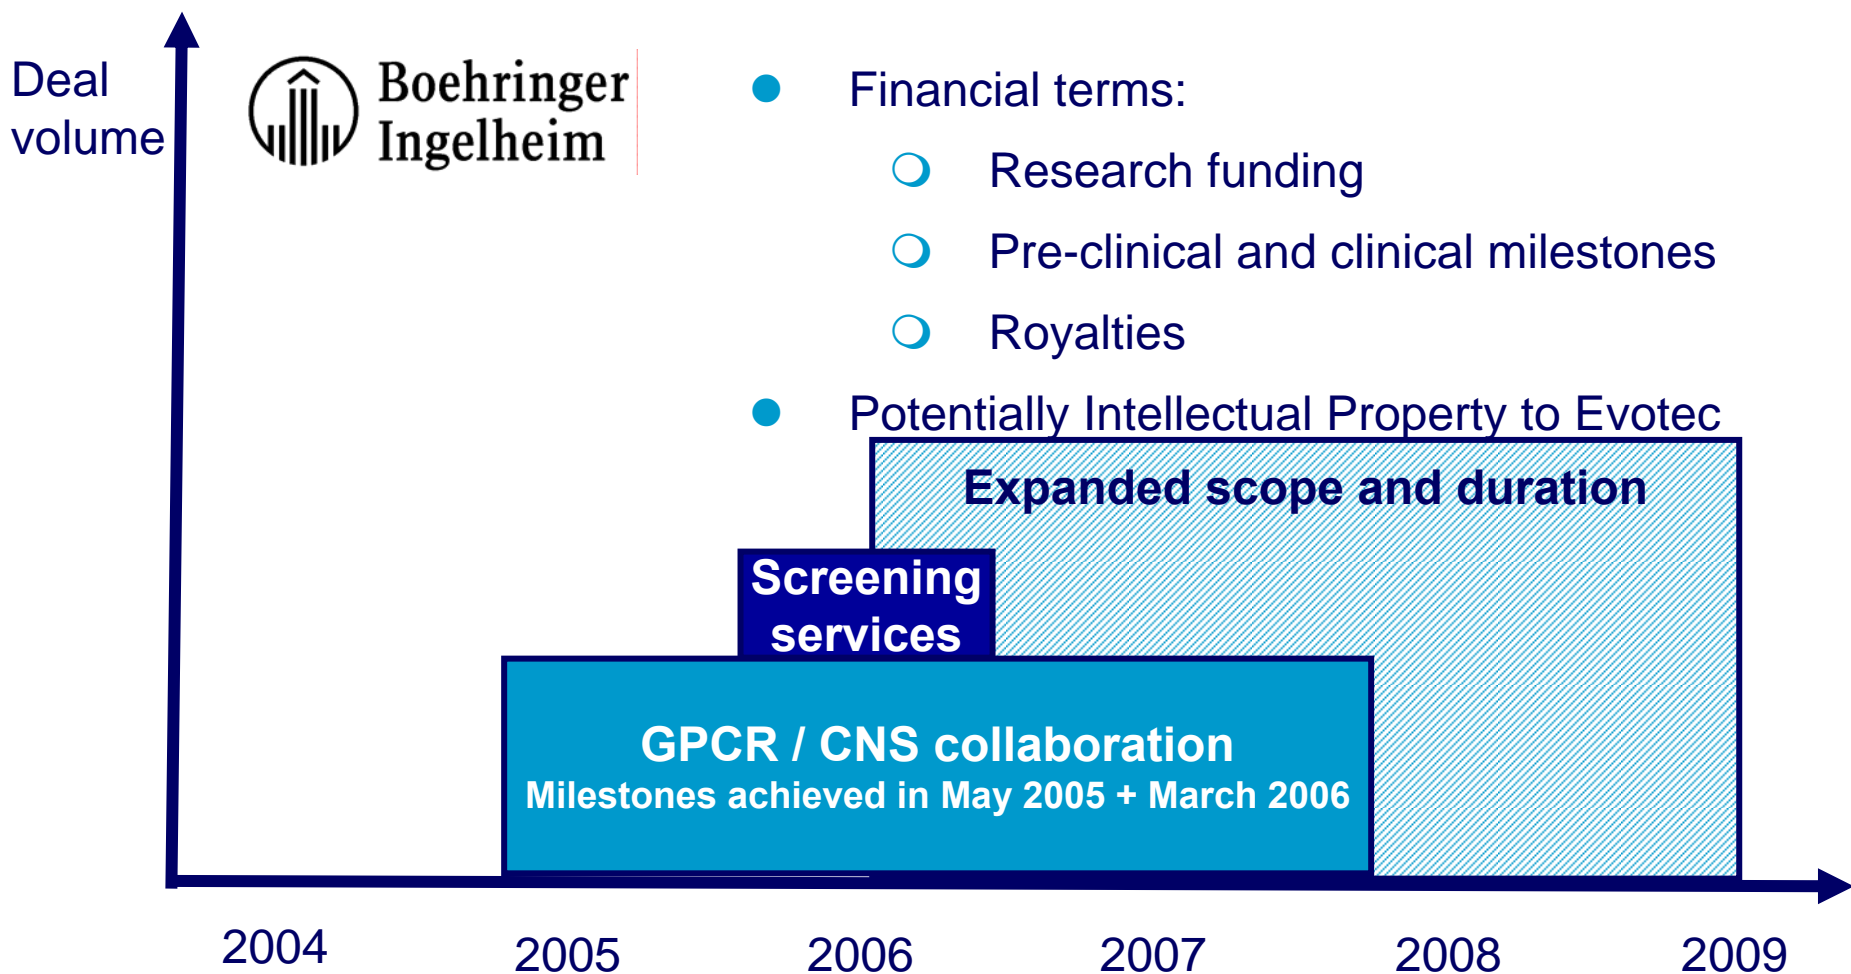 Deal
volume
Boehringer
Ingelheim
Financial terms:
Research funding
Pre-clinical and clinical milestones
Royalties
Potentially Intellectual Property to Evotec
Expanded scope and duration
Screening
services
GPCR / CNS collaboration
Milestones achieved in May 2005 + March 2006
2004 2005 2006 2007 2008 2009